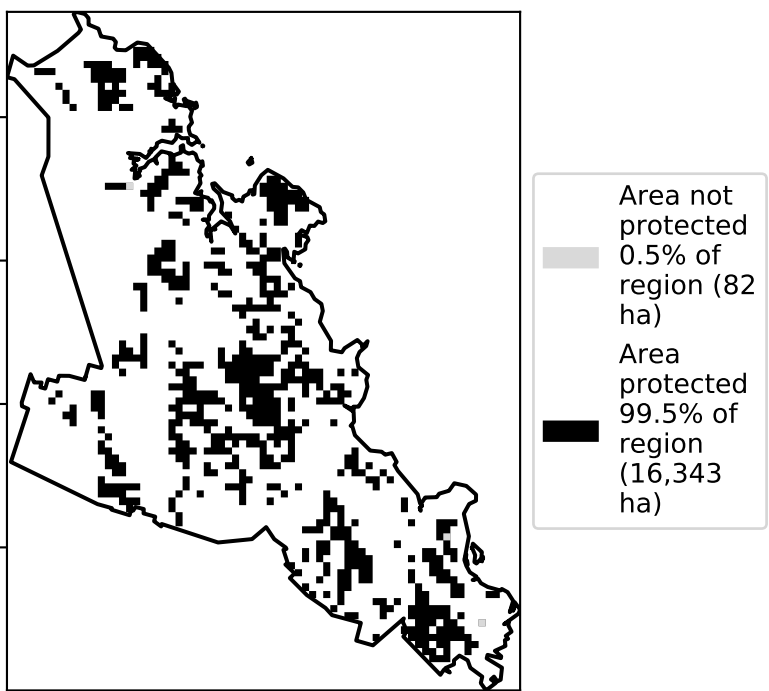 Area not
protected
0.5% of
region (82
ha)
Area
protected
99.5% of
region
(16,343
ha)